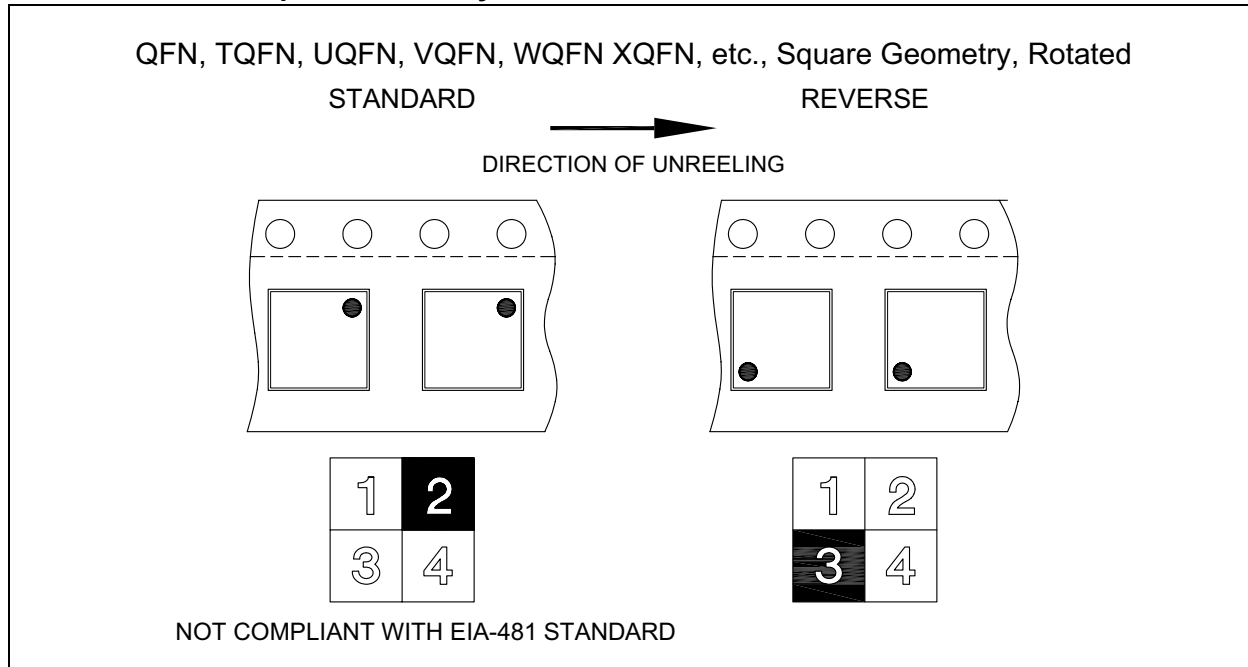 QFN, TQFN, UQFN, VQFN, WQFN XQFN, etc., Square Geometry, Rotated
STANDARD
REVERSE
DIRECTION OF UNREELING
1 2
3 4
1 2
3 4
NOT COMPLIANT WITH EIA-481 STANDARD